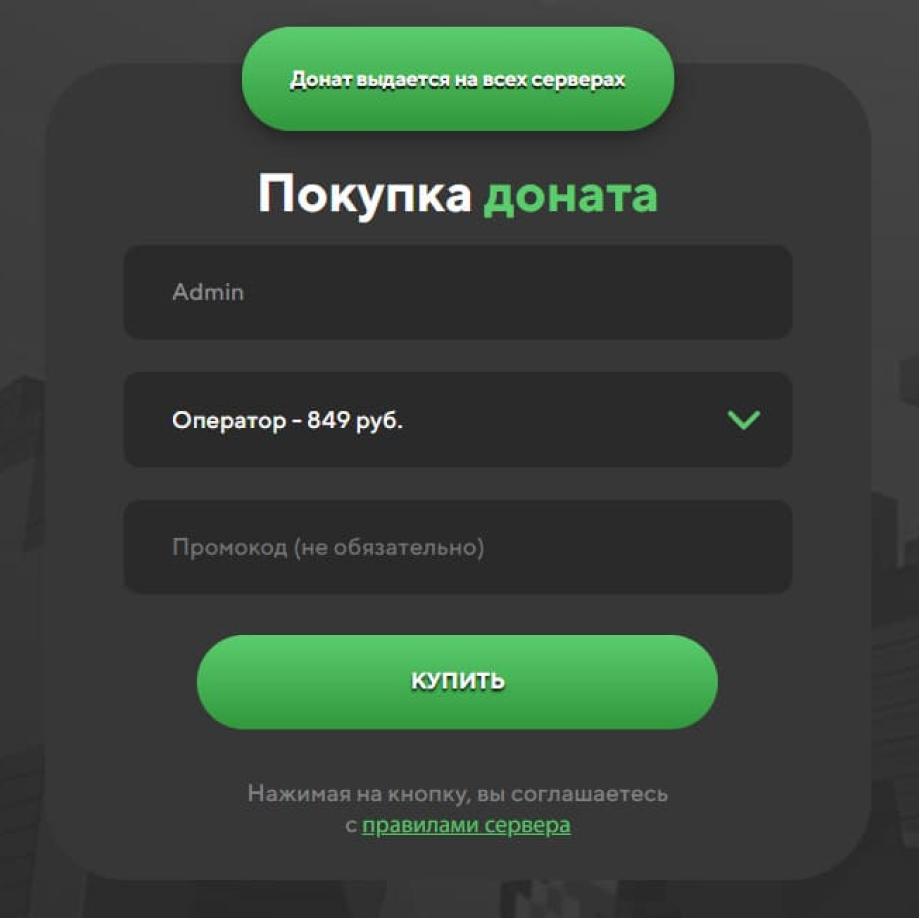 Донат выдается на всех серверах
Покупка доната
Admin
Оператор - 849 руб.
Промокод (не обязательно)
КУПИТЬ
Нажимая на кнопку, вы соглашаетесь
с правилами сервера